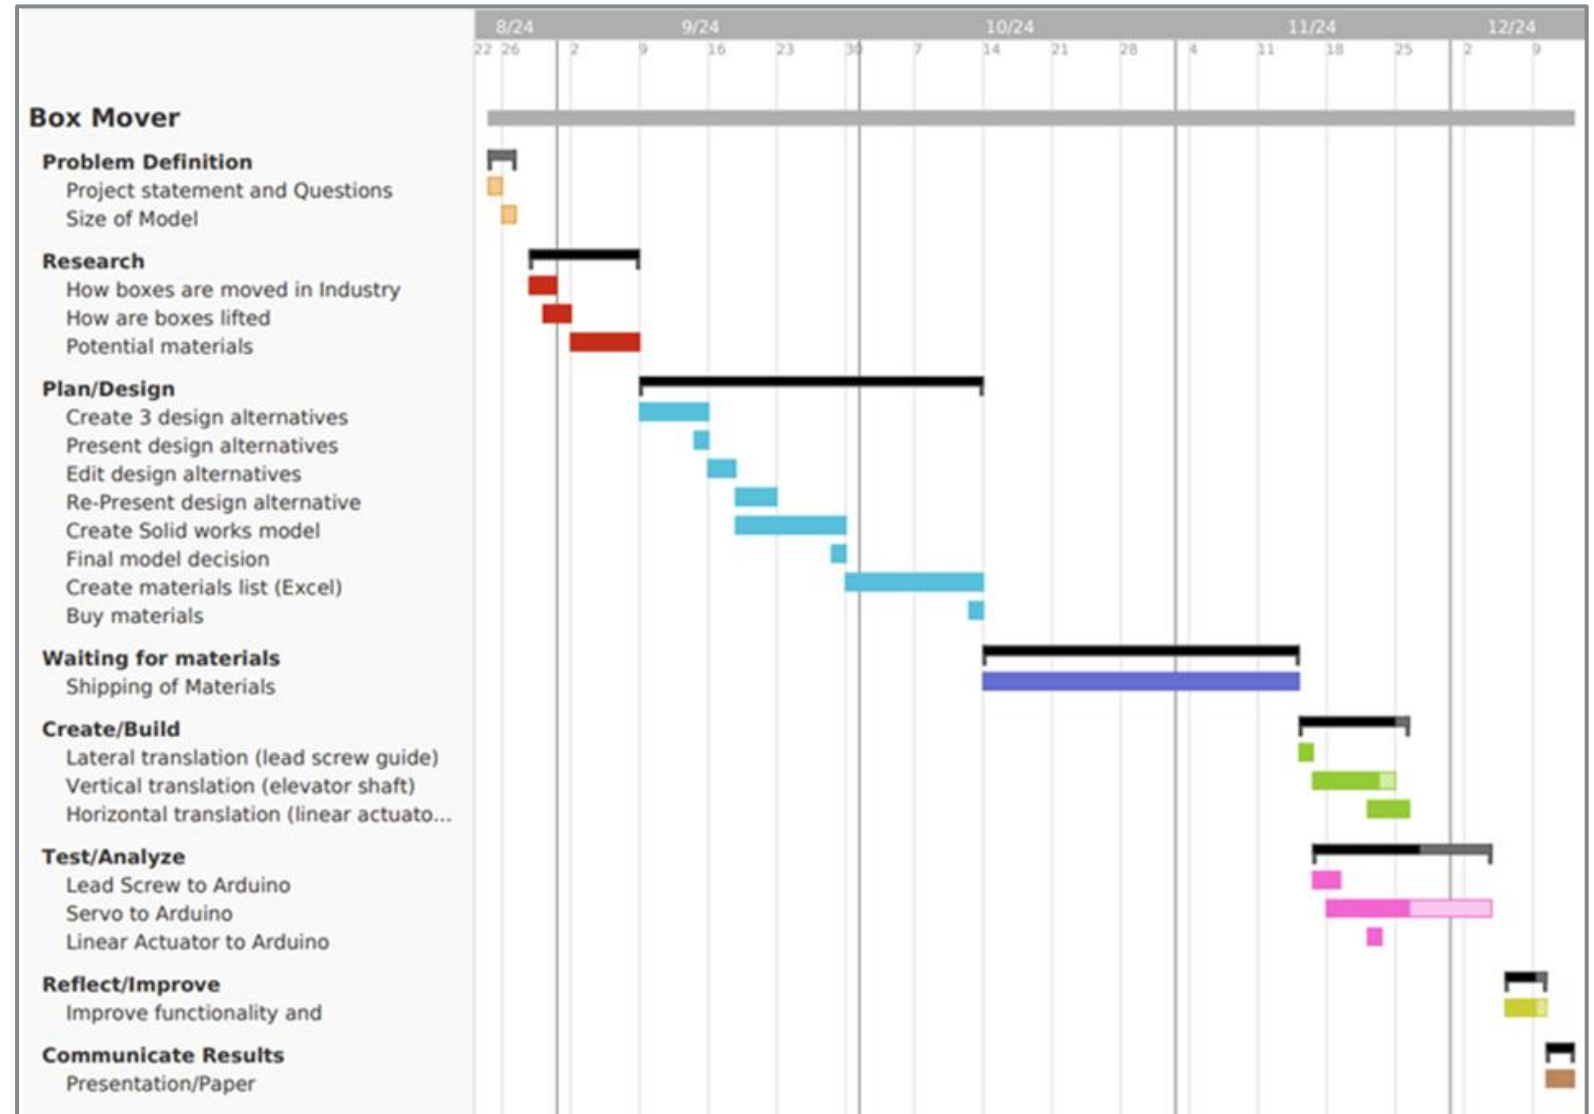 8/24 9/24 10/24 11/24 12/24
22 26 2 9 16 23 30 7 14 21 28 4 11 18 25 2 9
Box Mover
Problem Definition
Project statement and Questions
Size of Model
Research
How boxes are moved in Industry
How are boxes lifted
Potential materials
Plan/Design
Create 3 design alternatives
Present design alternatives
Edit design alternatives
Re-Present design alternative
Create Solid works model
Final model decision
Create materials list (Excel)
Buy materials
Waiting for materials
Shipping of Materials
Create/Build
Lateral translation (lead screw guide)
Vertical translation (elevator shaft)
Horizontal translation (linear actuato...
Test/Analyze
Lead Screw to Arduino
Servo to Arduino
Linear Actuator to Arduino
Reflect/Improve
Improve functionality and
Communicate Results
Presentation/Paper